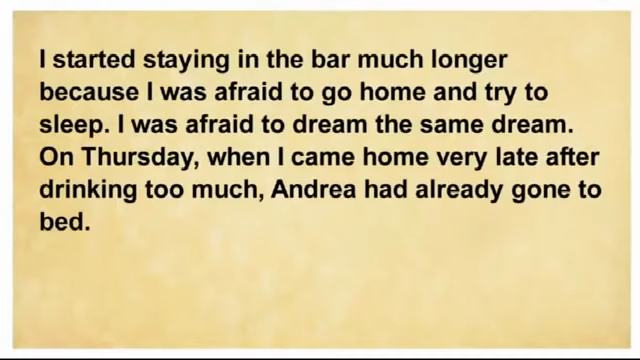 I started staying in the bar much longer
because I was afraid to go home and try to
sleep. I was afraid to dream the same dream.
On Thursday, when I came home very late after
drinking too much, Andrea had already gone to
bed.